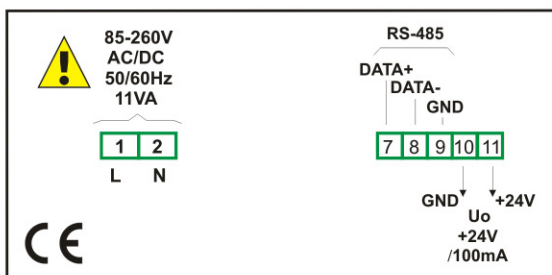 85-260V
AC/DC
50/60Hz
11VA
1 2
L N
RS-485
DATA+
DATA-
GND
7 8 9 10 11
GND +24V
Uo
+24V
/100mA
CE